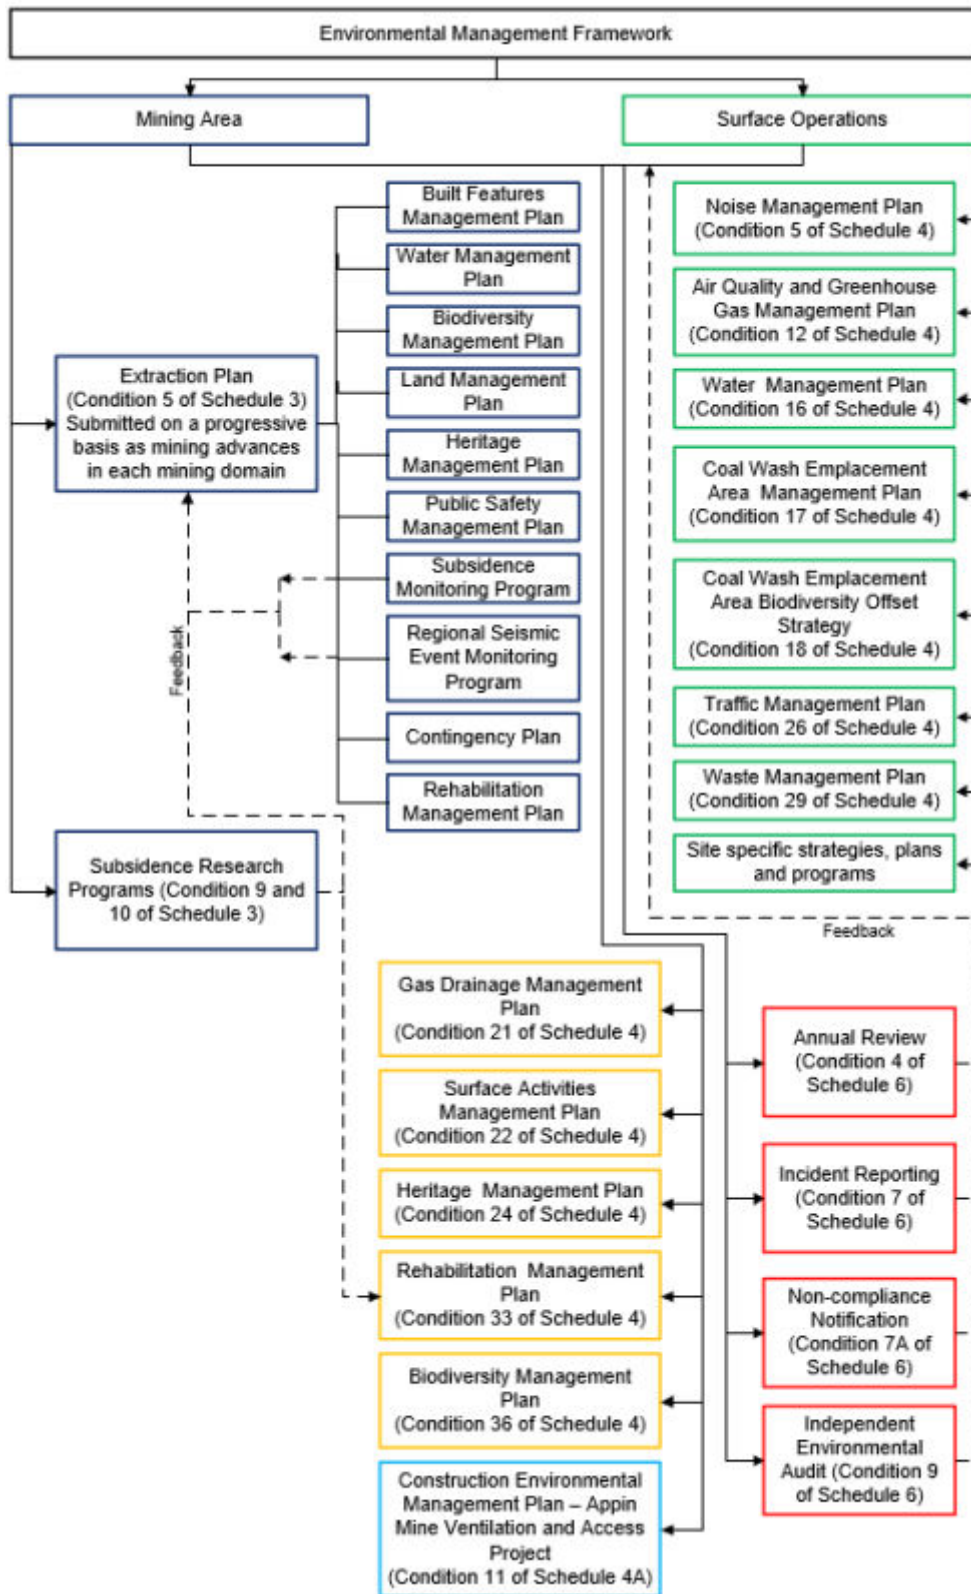 Environmental Management Framework
Mining Area
Surface Operations
Built Features
Management Plan
Water Management
Plan
Biodiversity
Management Plan
Land Management
Plan
Heritage
Management Plan
Public Safety
Management Plan
Subsidence
Monitoring Program
Regional Seismic
Event Monitoring
Program
Contingency Plan
Rehabilitation
Management Plan
Extraction Plan
(Condition 5 of Schedule 3)
Submitted on a progressive
basis as mining advances
in each mining domain
Feedback
Subsidence Research
Programs (Condition 9 and
10 of Schedule 3)
Noise Management Plan
(Condition 5 of Schedule 4)
Air Quality and Greenhouse
Gas Management Plan
(Condition 12 of Schedule 4)
Water Management Plan
(Condition 16 of Schedule 4)
Coal Wash Emplacement
Area Management Plan
(Condition 17 of Schedule 4)
Coal Wash Emplacement
Area Biodiversity Offset
Strategy
(Condition 18 of Schedule 4)
Traffic Management Plan
(Condition 26 of Schedule 4)
Waste Management Plan
(Condition 29 of Schedule 4)
Site specific strategies, plans
and programs
Feedback
Gas Drainage Management
Plan
(Condition 21 of Schedule 4)
Surface Activities
Management Plan
(Condition 22 of Schedule 4)
Heritage Management Plan
(Condition 24 of Schedule 4)
Rehabilitation Management
Plan
(Condition 33 of Schedule 4)
Biodiversity Management
Plan
(Condition 36 of Schedule 4)
Construction Environmental
Management Plan – Appin
Mine Ventilation and Access
Project
(Condition 11 of Schedule 4A)
Annual Review
(Condition 4 of
Schedule 6)
Incident Reporting
(Condition 7 of
Schedule 6)
Non-compliance
Notification
(Condition 7A of
Schedule 6)
Independent
Environmental
Audit (Condition 9
of Schedule 6)